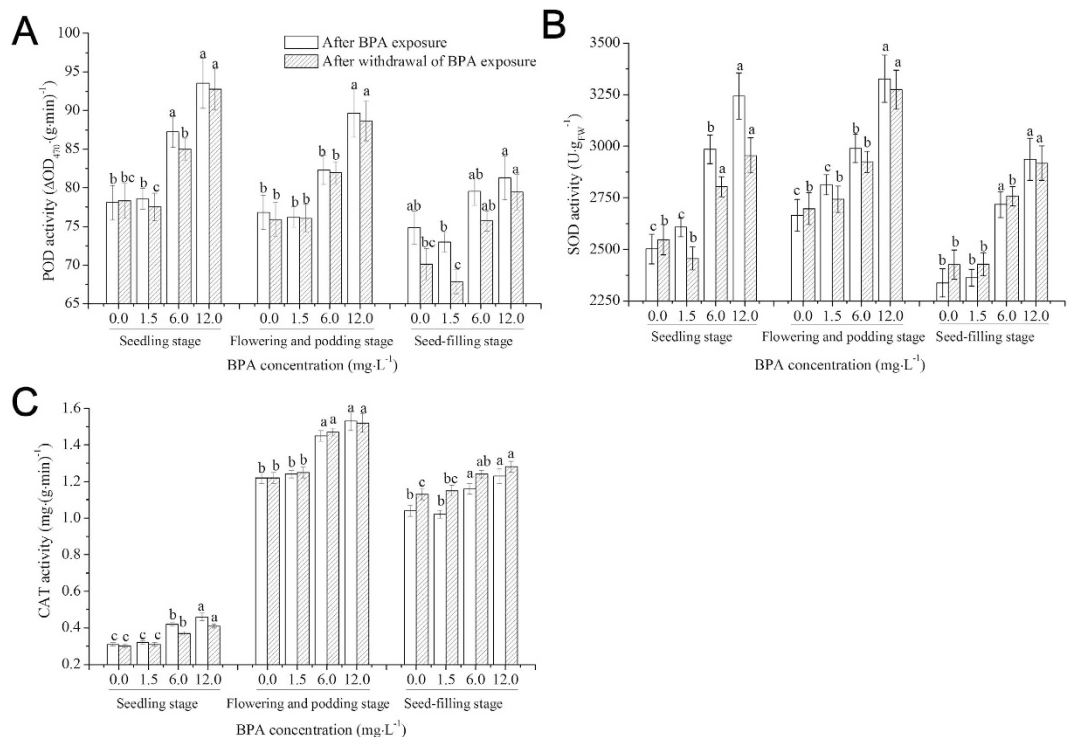 A
POD activity (ΔOD₄₇₀·(g·min)⁻¹
100
95
90
85
80
75
70
65
After BPA exposure
After withdrawal of BPA exposure
b bc b c a b a a
b b b b b b a a
ab bc b c ab b a a
0.0 1.5 6.0 12.0 0.0 1.5 6.0 12.0 0.0 1.5 6.0 12.0
Seedling stage Flowering and podding stage Seed-filling stage
BPA concentration (mg·L⁻¹)
B
SOD activity (U·g_FW⁻¹)
3500
3250
3000
2750
2500
2250
c b c b b a a a
c b c b b b a a
b b b b a b a a
0.0 1.5 6.0 12.0 0.0 1.5 6.0 12.0 0.0 1.5 6.0 12.0
Seedling stage Flowering and podding stage Seed-filling stage
BPA concentration (mg·L⁻¹)
C
CAT activity (mg·(g·min)⁻¹)
1.6
1.4
1.2
1.0
0.8
0.6
0.4
0.2
c c c c b b a a
b b b b a a a a
b c b bc a ab a a
0.0 1.5 6.0 12.0 0.0 1.5 6.0 12.0 0.0 1.5 6.0 12.0
Seedling stage Flowering and podding stage Seed-filling stage
BPA concentration (mg·L⁻¹)